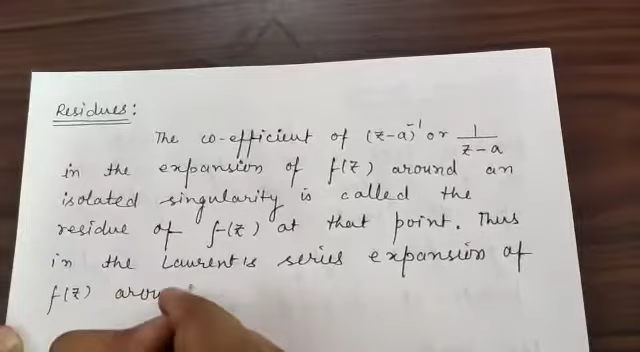 Residues:
The co-efficient of (z-a)⁻¹ or 1/(z-a)
in the expansion of f(z) around an
isolated singularity is called the
residue of f(z) at that point. Thus
in the Laurent's series expansion of
f(z)